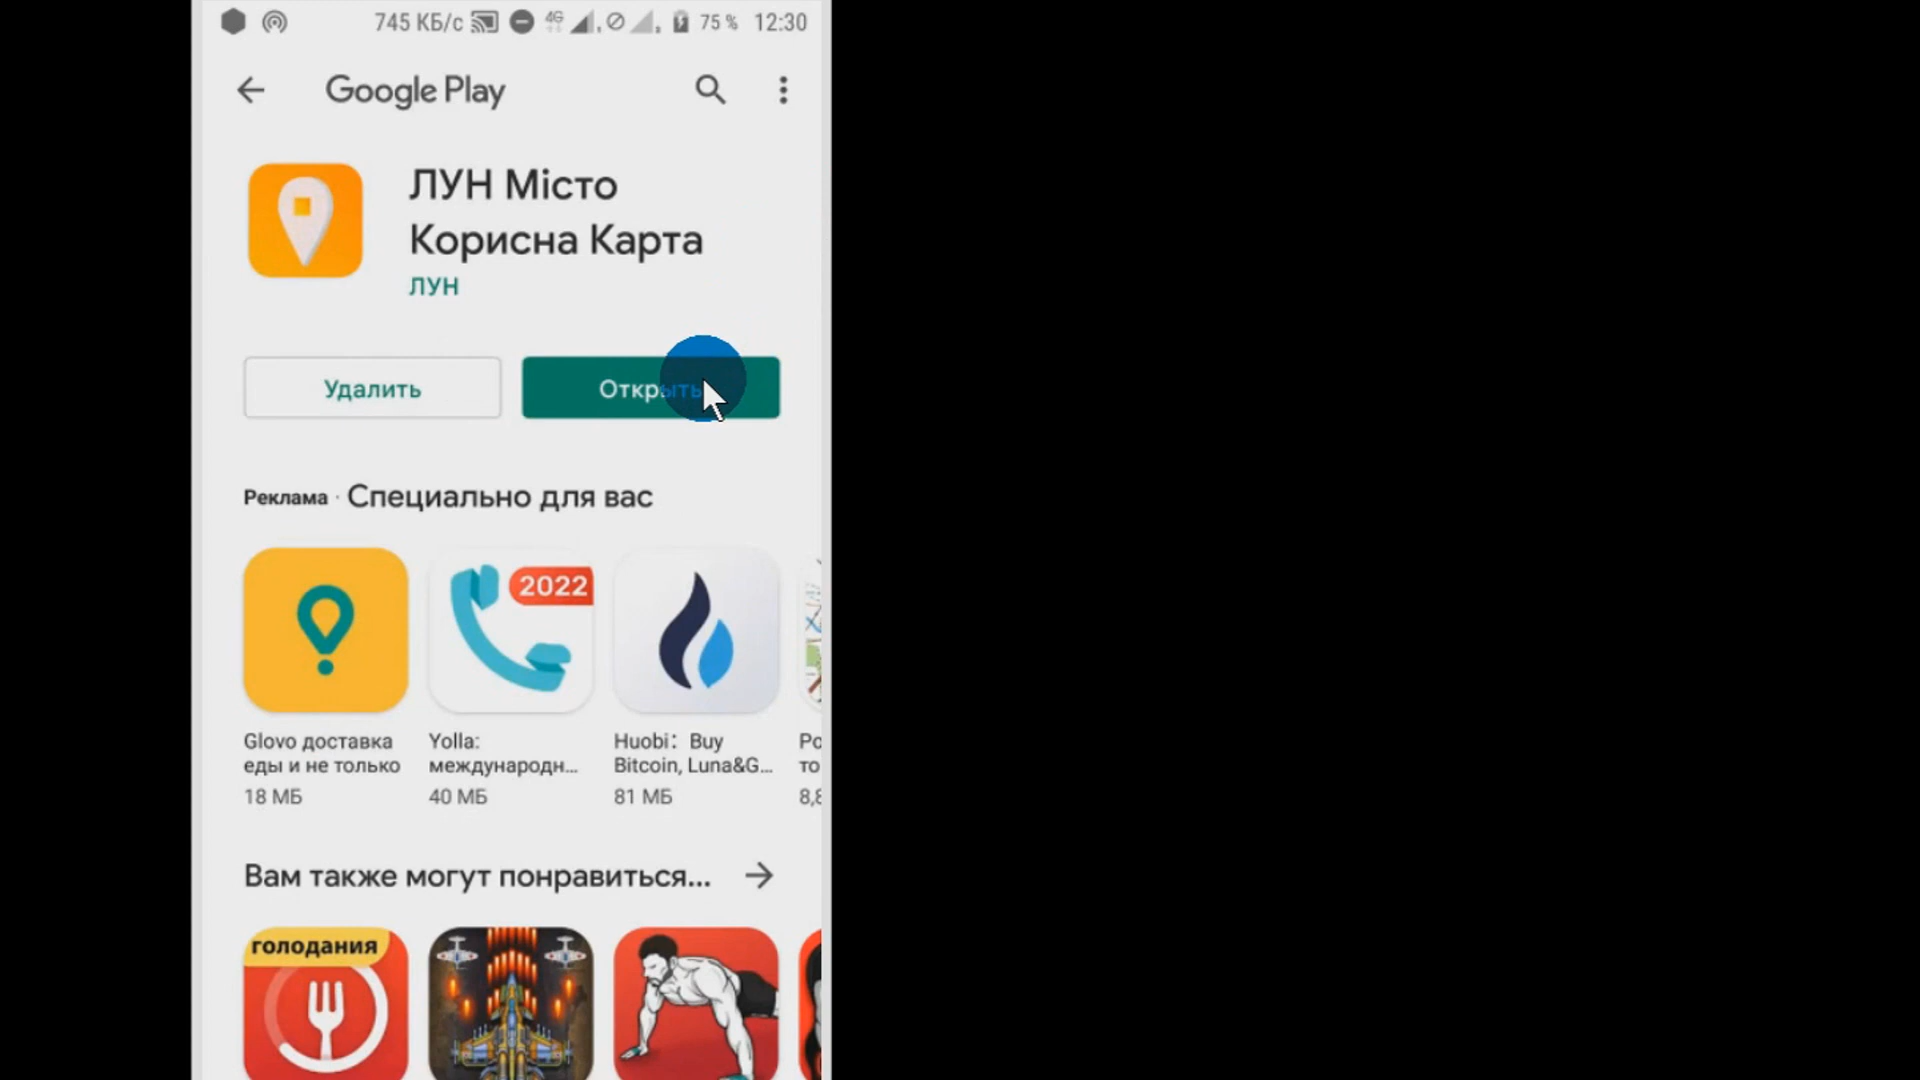 745 КБ/с 4G 75 % 12:30
Google Play
ЛУН Місто
Корисна Карта
ЛУН
Удалить
Открыть
Реклама · Специально для вас
2022
Glovo доставка
еды и не только
18 МБ
Yolla:
международн...
40 МБ
Huobi: Buy
Bitcoin, Luna&G...
81 МБ
Вам также могут понравиться...
голодания